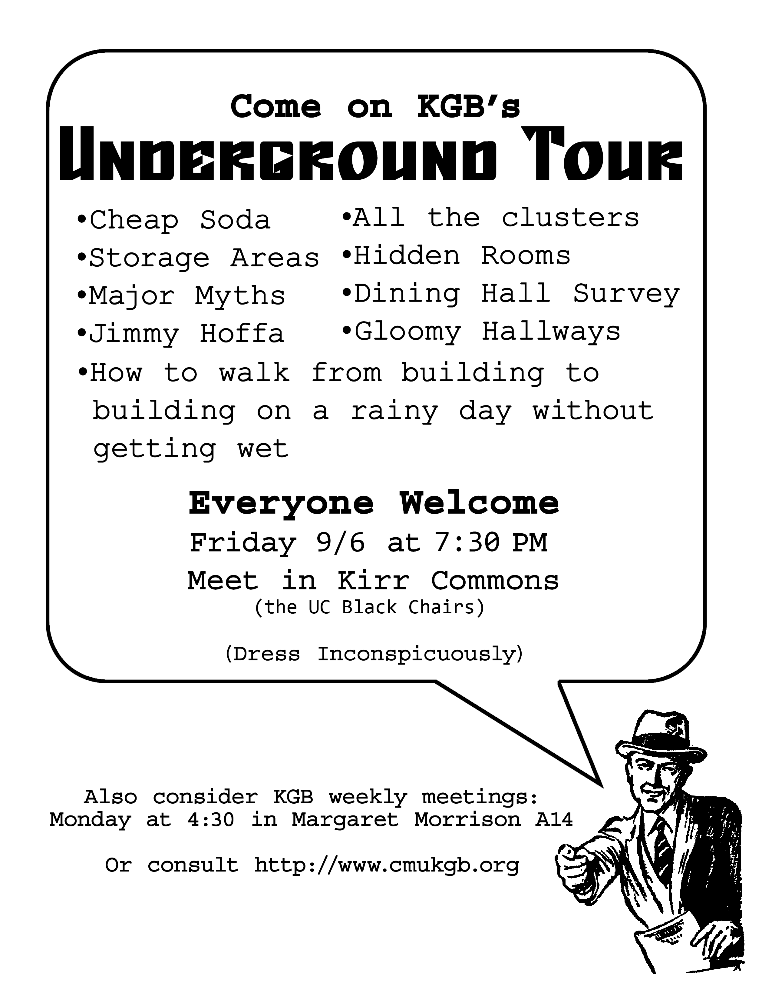 Come on KGB’s
Underground Tour
•Cheap Soda
•Storage Areas
•Major Myths
•Jimmy Hoffa
•All the clusters
•Hidden Rooms
•Dining Hall Survey
•Gloomy Hallways
•How to walk from building to
building on a rainy day without
getting wet
Everyone Welcome
Friday 9/6 at 7:30 PM
Meet in Kirr Commons
(the UC Black Chairs)
(Dress Inconspicuously)
Also consider KGB weekly meetings:
Monday at 4:30 in Margaret Morrison A14
Or consult http://www.cmukgb.org